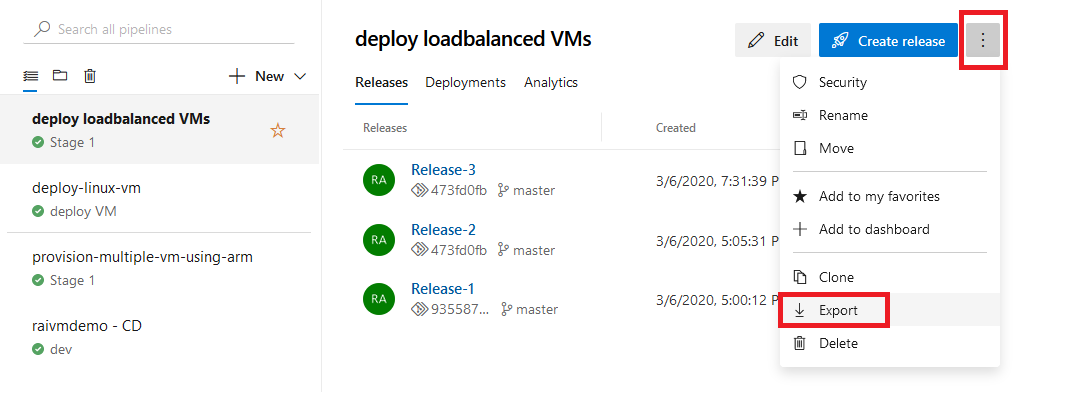 Search all pipelines
New
deploy loadbalanced VMs
Stage 1
deploy-linux-vm
deploy VM
provision-multiple-vm-using-arm
Stage 1
raivmdemo - CD
dev
deploy loadbalanced VMs
Edit
Create release
Releases Deployments Analytics
Releases Created
RA Release-3
473fd0fb master
3/6/2020, 7:31:39 P
RA Release-2
473fd0fb master
3/6/2020, 5:05:31 P
RA Release-1
935587... master
3/6/2020, 5:00:12 P
Security
Rename
Move
Add to my favorites
Add to dashboard
Clone
Export
Delete